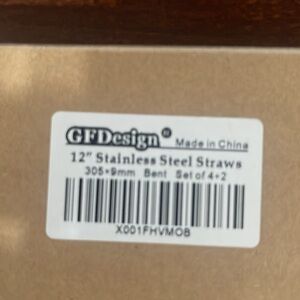 GFDesign® Made in China
12" Stainless Steel Straws
305*9mm Bent Set of 4+2
X001FHVMOB